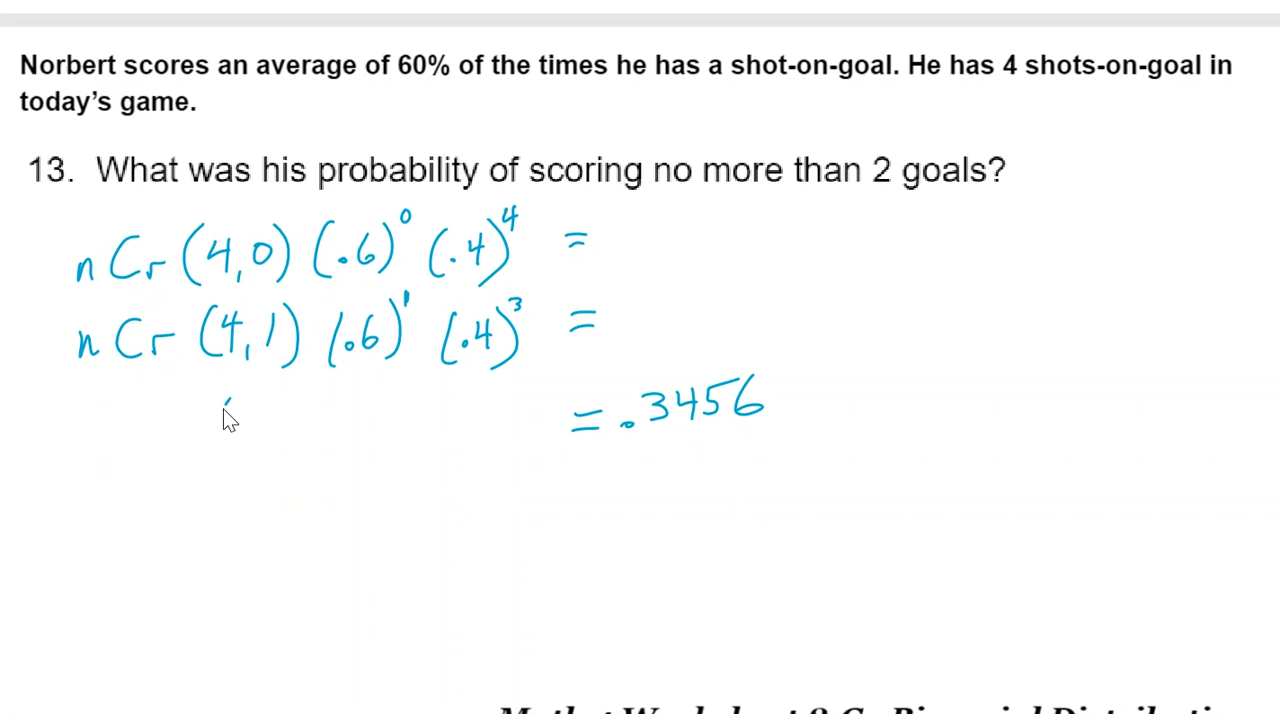 Norbert scores an average of 60% of the times he has a shot-on-goal. He has 4 shots-on-goal in
today’s game.
13. What was his probability of scoring no more than 2 goals?
nCr (4,0) (.6)^0 (.4)^4 =
nCr (4,1) (.6)^1 (.4)^3 =
= .3456